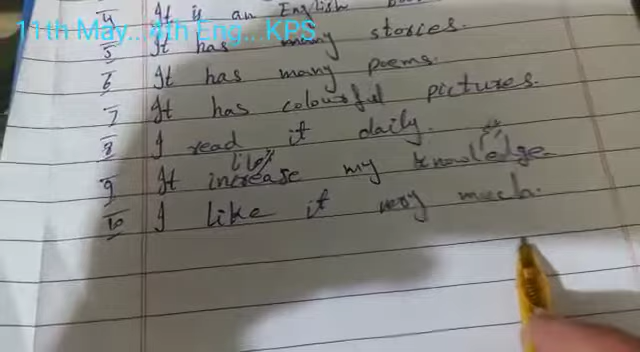 4 It is an English
11th May...4th Eng...KPS
5 It has many stories.
6 It has many poems.
7 It has colourful pictures.
8 I read it daily.
9 It increase my knowledge.
10 I like it very much.